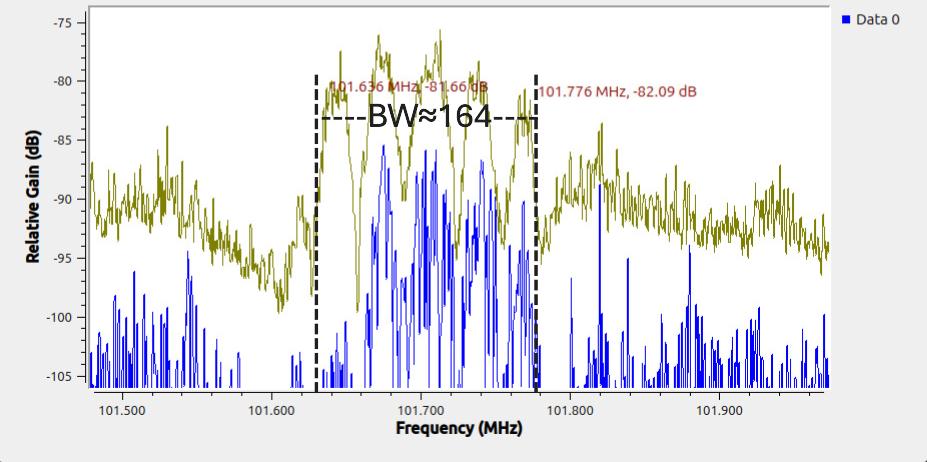 -75
-80
-85
-90
-95
-100
-105
Relative Gain (dB)
101.636 MHz, -81.66 dB
101.776 MHz, -82.09 dB
----BW≈164----
101.500
101.600
101.700
101.800
101.900
Frequency (MHz)
Data 0